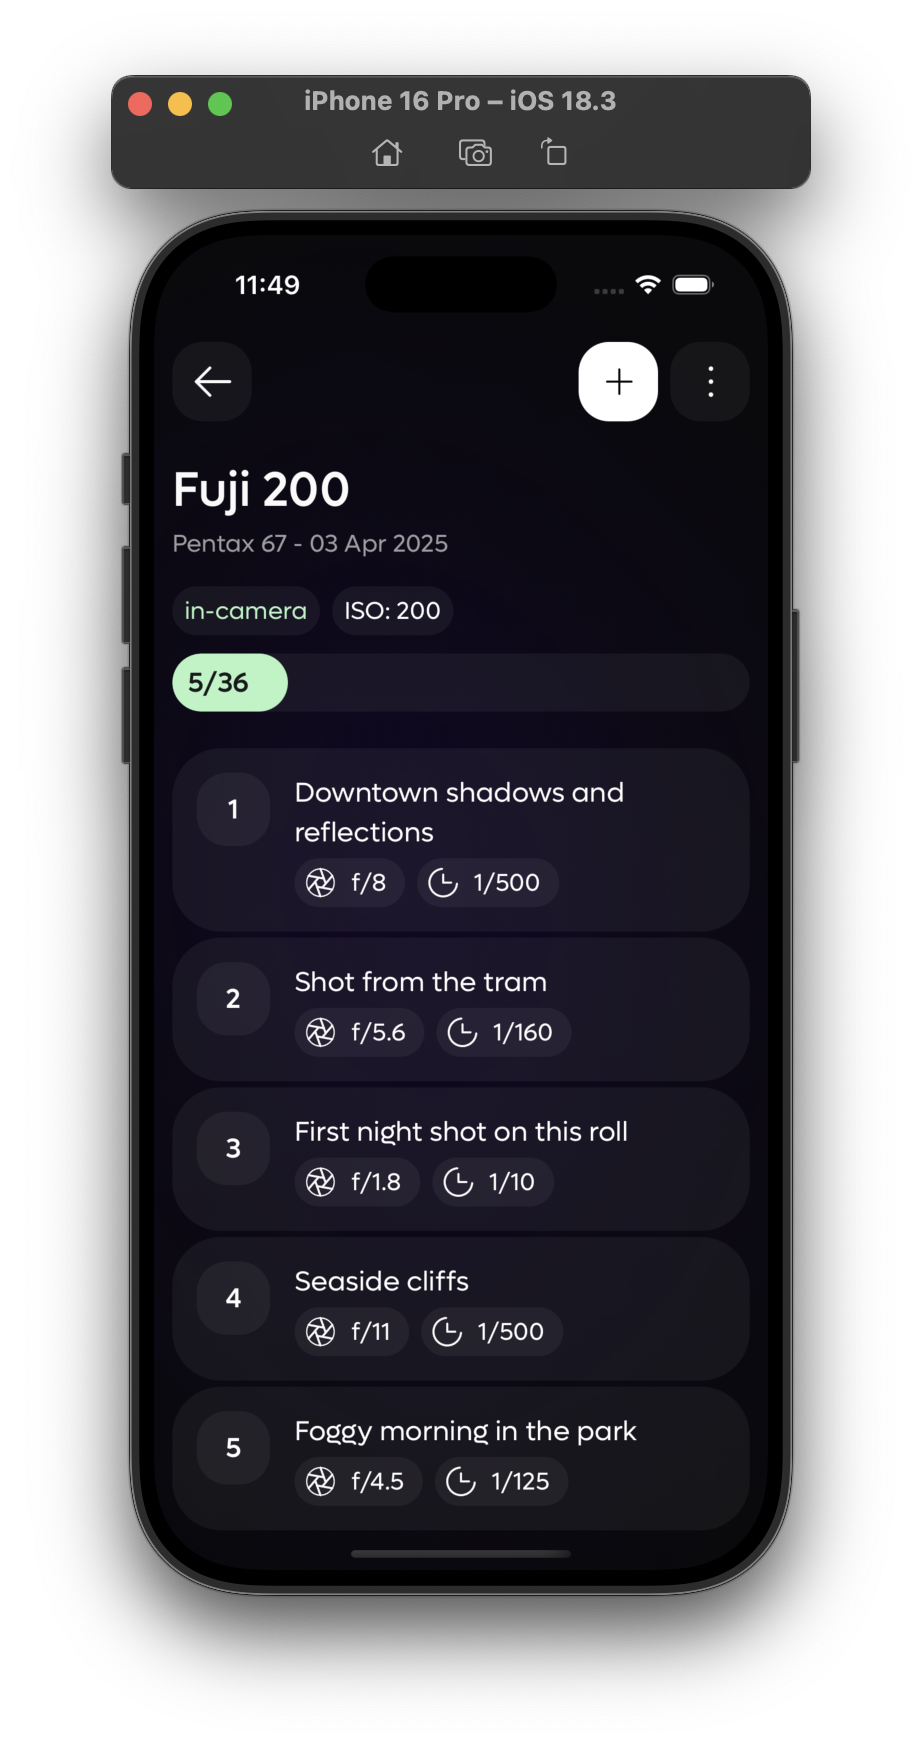 iPhone 16 Pro – iOS 18.3
11:49
Fuji 200
Pentax 67 - 03 Apr 2025
in-camera ISO: 200
5/36
1
Downtown shadows and
reflections
f/8 1/500
2
Shot from the tram
f/5.6 1/160
3
First night shot on this roll
f/1.8 1/10
4
Seaside cliffs
f/11 1/500
5
Foggy morning in the park
f/4.5 1/125